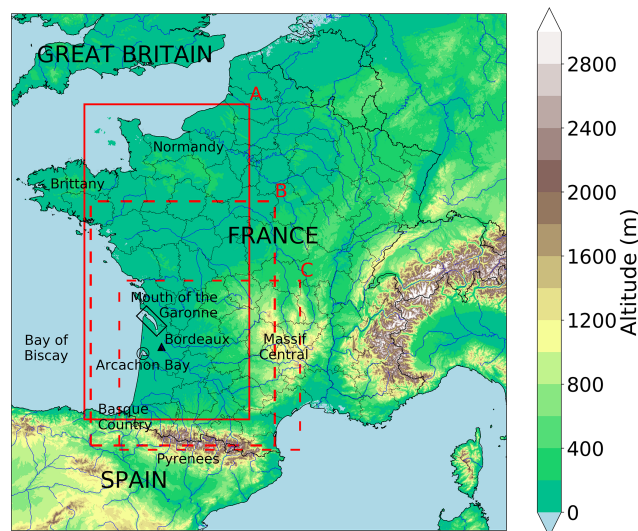 GREAT BRITAIN
A
Normandy
Brittany
B
FRANCE
C
Mouth of the
Garonne
Bordeaux
Bay of
Biscay
Massif
Central
Arcachon Bay
Basque
Country
Pyrenees
SPAIN
2800
2400
2000
1600
1200
800
400
0
Altitude (m)